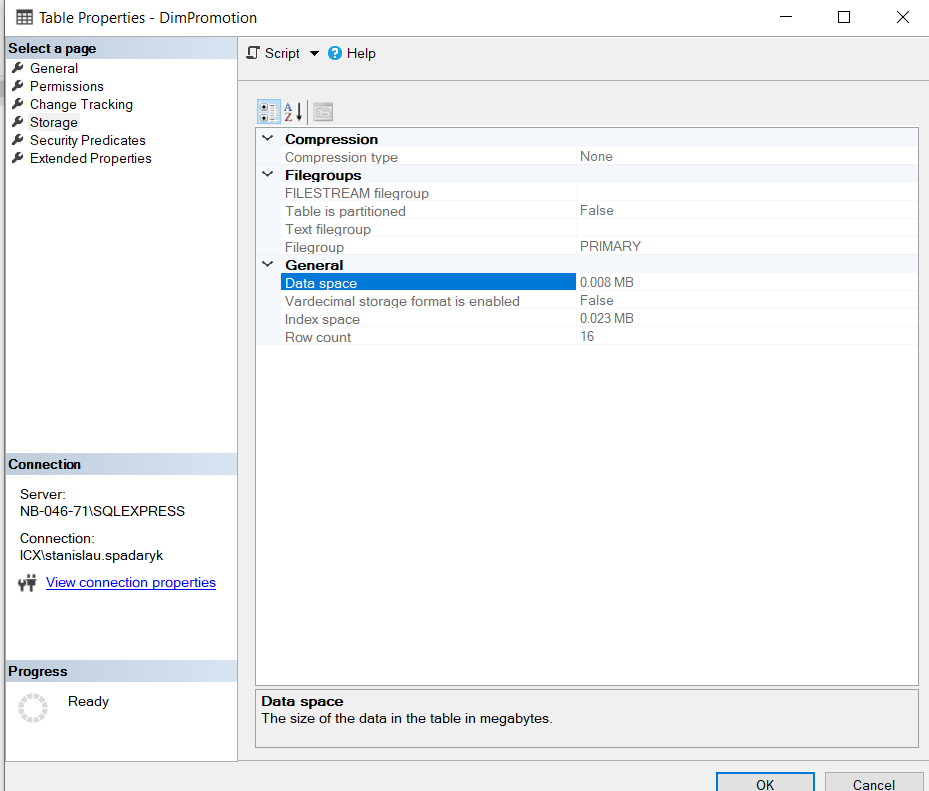 Table Properties - DimPromotion
Select a page
General
Permissions
Change Tracking
Storage
Security Predicates
Extended Properties
Script Help
Compression
Compression type None
Filegroups
FILESTREAM filegroup
Table is partitioned False
Text filegroup
Filegroup PRIMARY
General
Data space 0.008 MB
Vardecimal storage format is enabled False
Index space 0.023 MB
Row count 16
Connection
Server:
NB-046-71\SQLEXPRESS
Connection:
ICX\stanislau.spadaryk
View connection properties
Progress
Ready
Data space
The size of the data in the table in megabytes.
OK Cancel